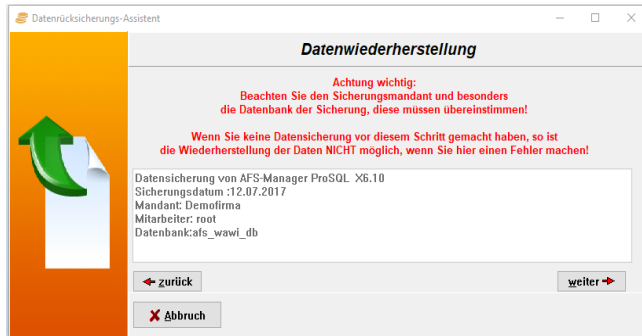 Datenrücksicherungs-Assistent
Datenwiederherstellung
Achtung wichtig:
Beachten Sie den Sicherungsmandant und besonders
die Datenbank der Sicherung, diese müssen übereinstimmen!
Wenn Sie keine Datensicherung vor diesem Schritt gemacht haben, so ist
die Wiederherstellung der Daten NICHT möglich, wenn Sie hier einen Fehler machen!
Datensicherung von AFS-Manager ProSQL X6.10
Sicherungsdatum :12.07.2017
Mandant: Demofirma
Mitarbeiter: root
Datenbank:afs_wawi_db
zurück
weiter
Abbruch